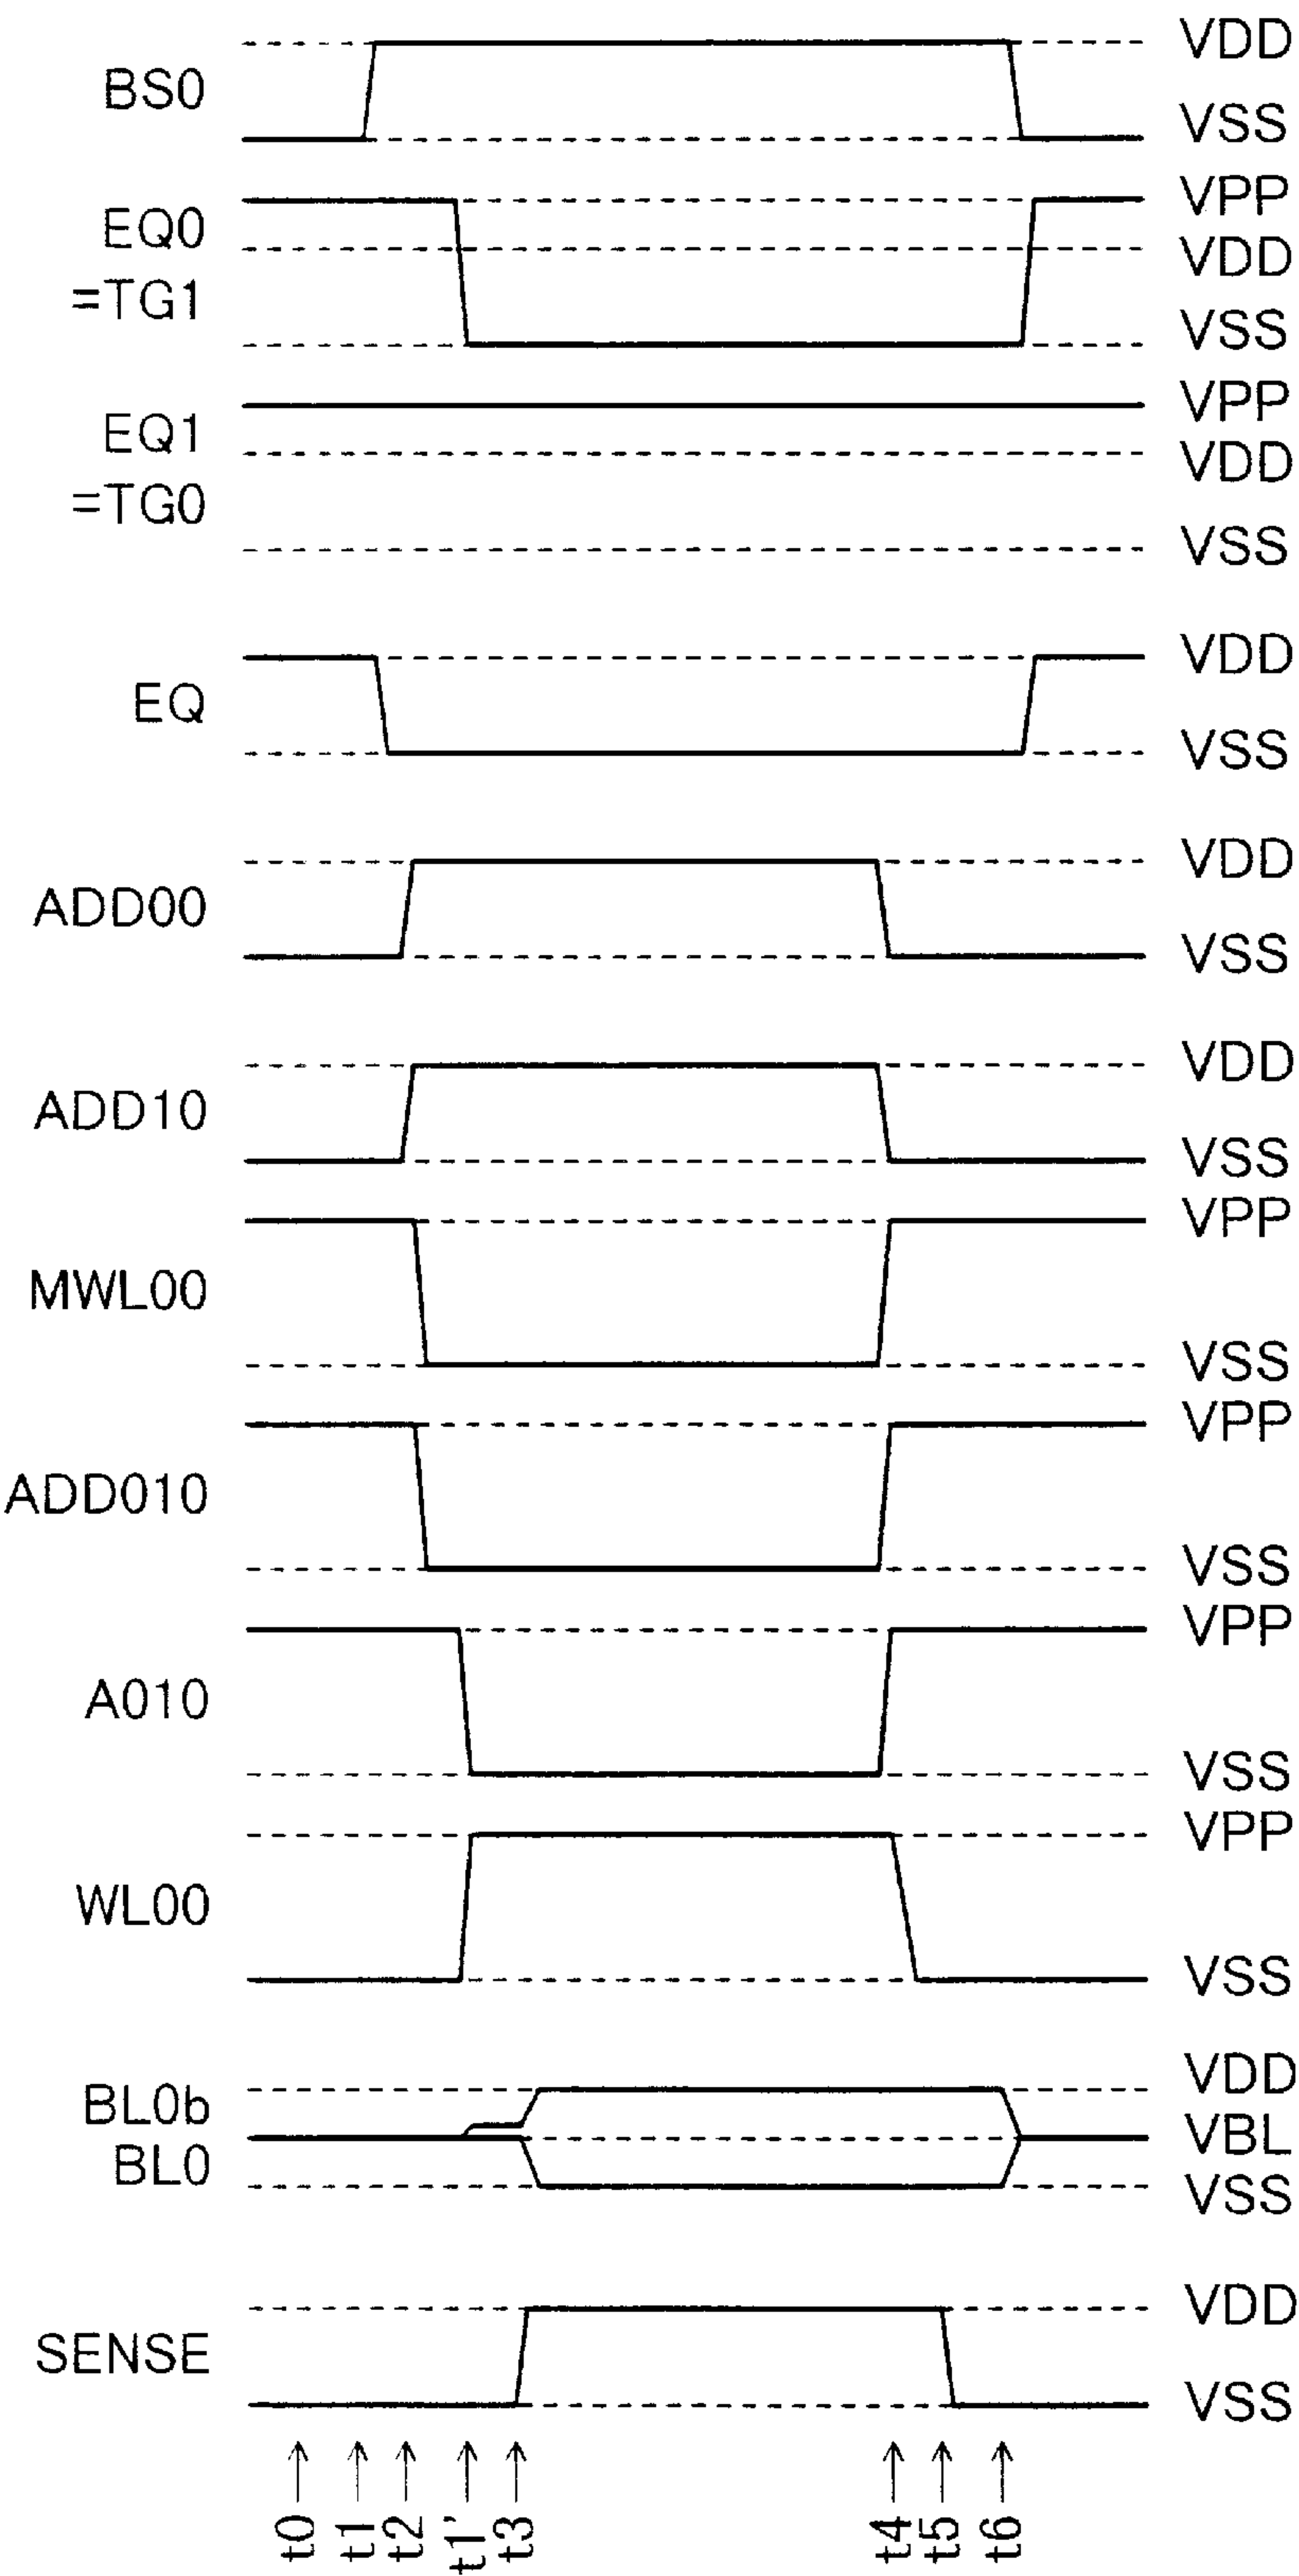 BS0
VDD
VSS
EQ0
=TG1
VPP
VDD
VSS
EQ1
=TG0
VPP
VDD
VSS
EQ
VDD
VSS
ADD00
VDD
VSS
ADD10
VDD
VSS
MWL00
VPP
VSS
ADD010
VPP
VSS
A010
VPP
VSS
WL00
VPP
VSS
BL0b
BL0
VDD
VBL
VSS
SENSE
VDD
VSS
t0 t1 t2 t1' t3 t4 t5 t6